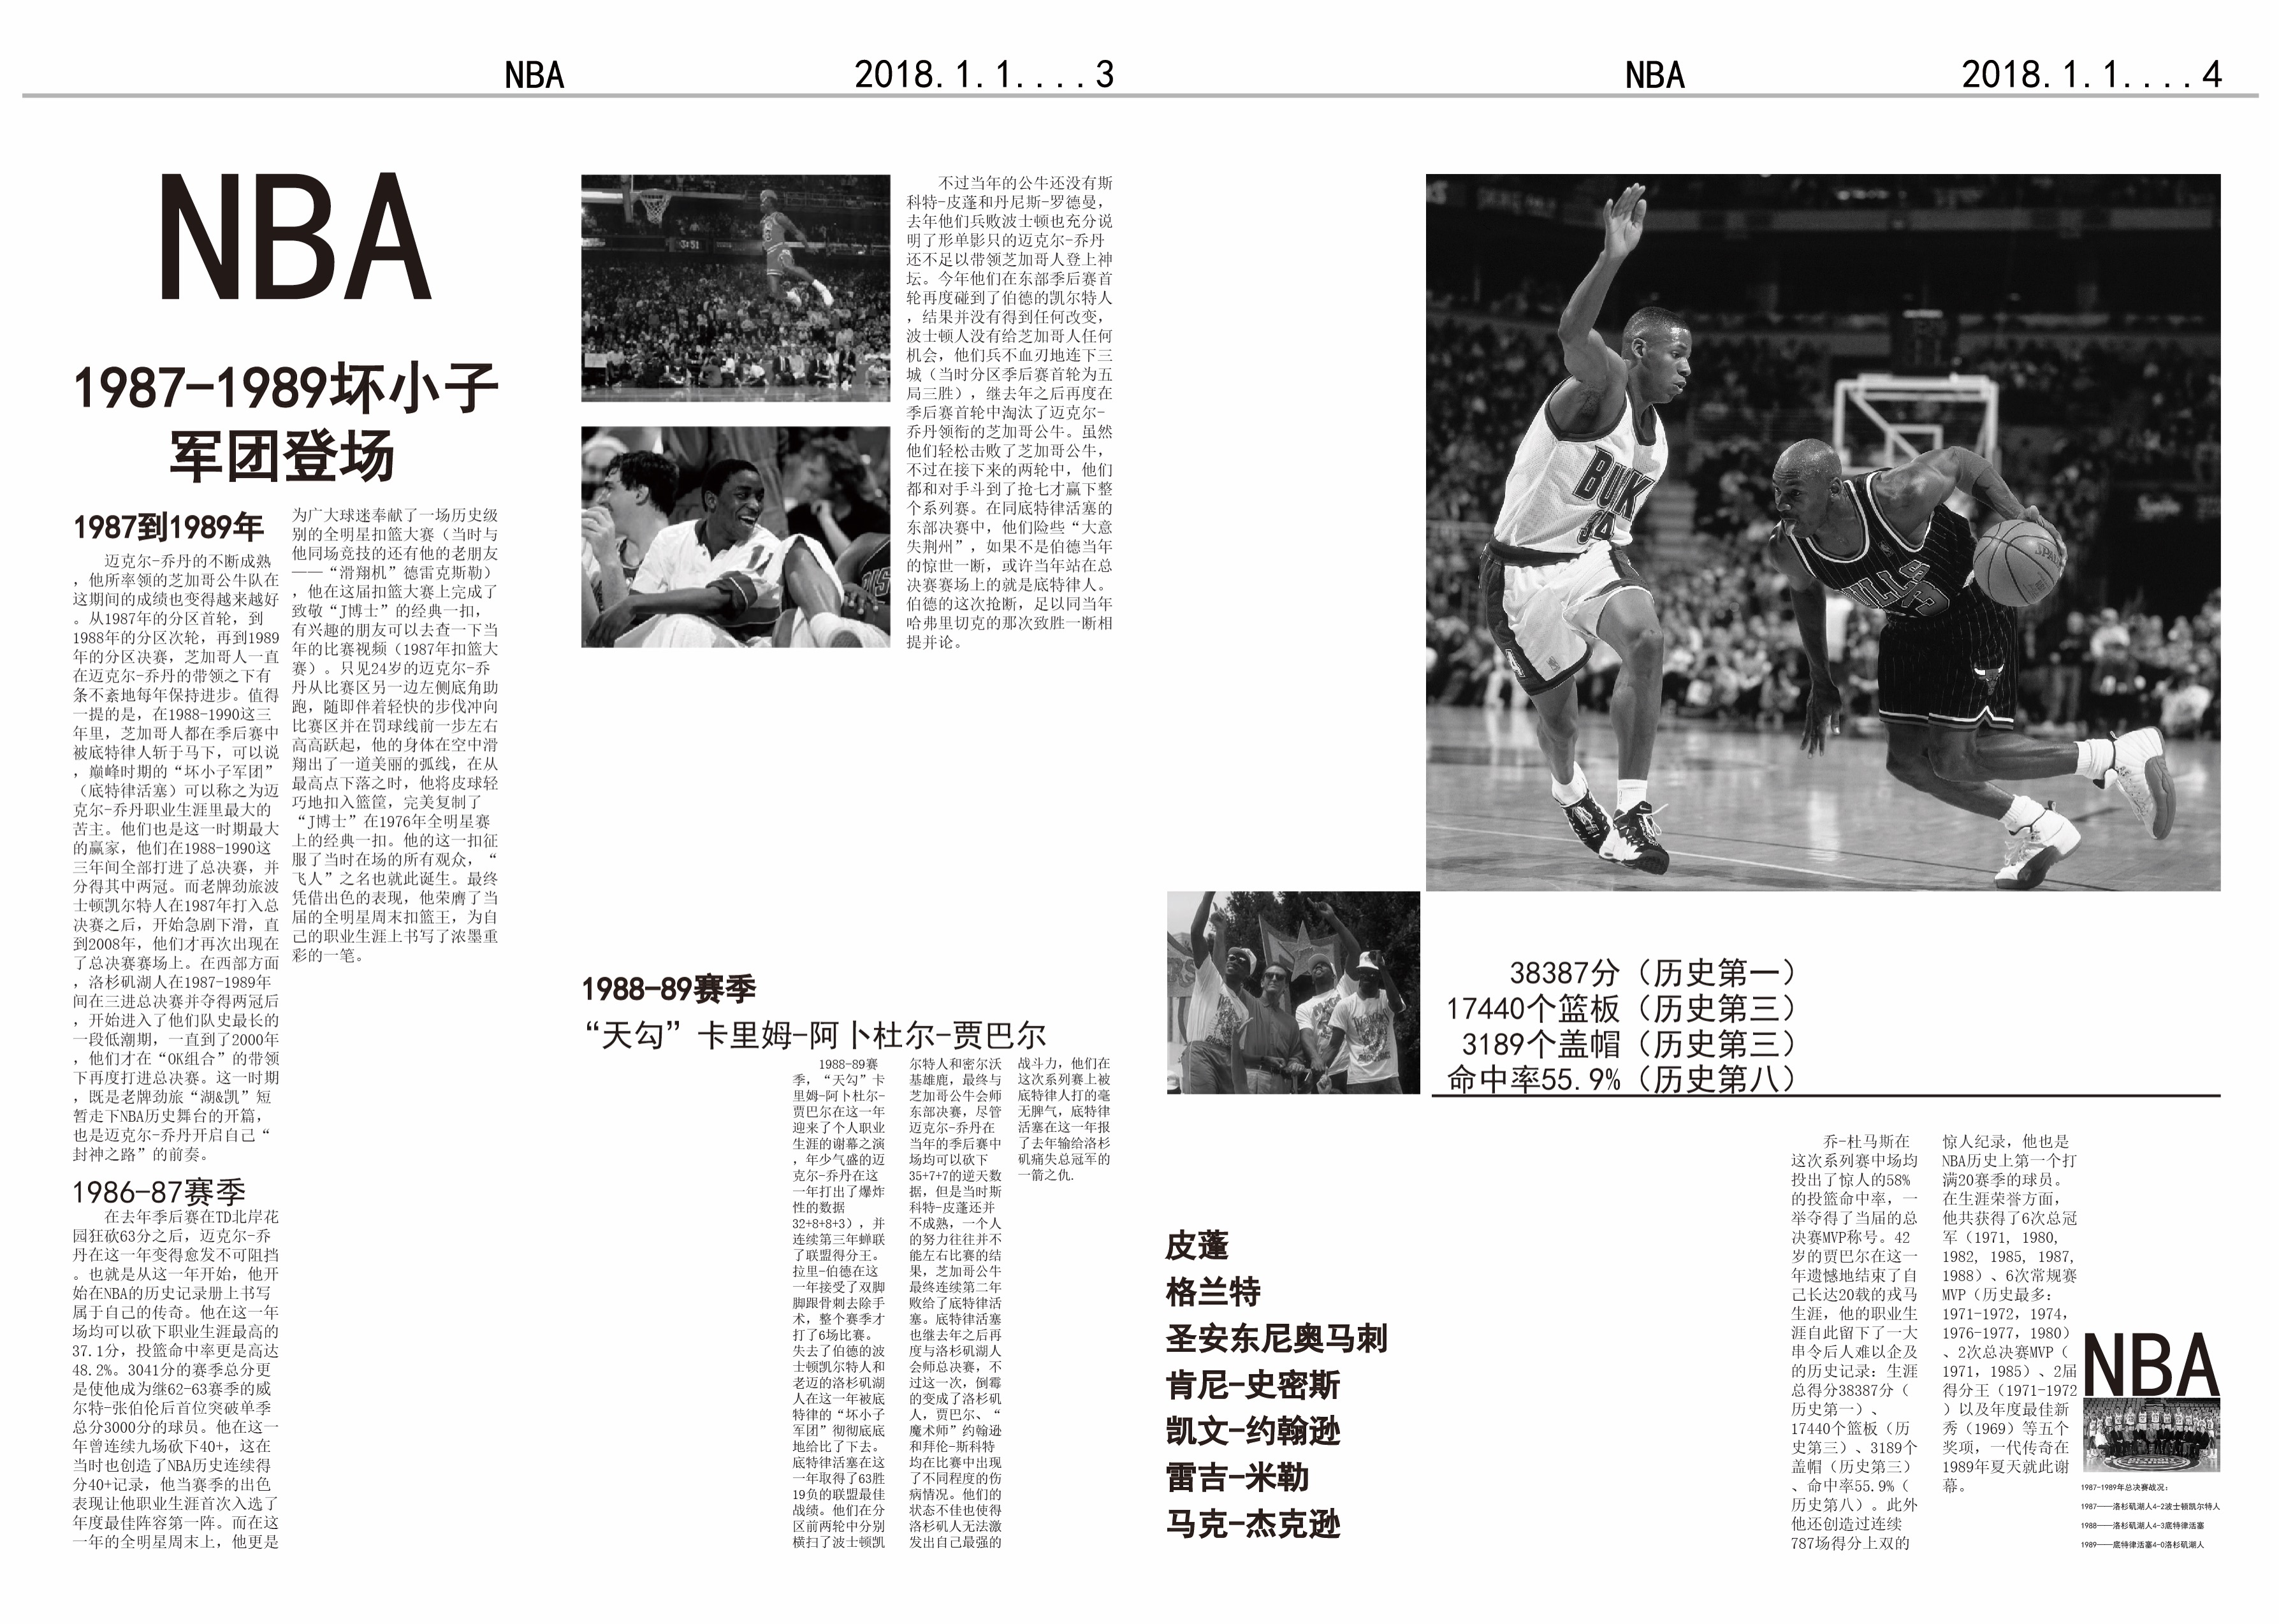 NBA
2018.1.1....3
NBA
2018.1.1....4
NBA
1987-1989坏小子
军团登场
1987到1989年
迈克尔-乔丹的不断成熟
，他所率领的芝加哥公牛队在
这期间的成绩也变得越来越好
。从1987年的分区首轮，到
1988年的分区次轮，再到1989
年的分区决赛，芝加哥人一直
在迈克尔-乔丹的带领之下有
条不紊地每年保持进步。值得
一提的是，在1988-1990这三
年里，芝加哥人都在季后赛中
被底特律人斩于马下，可以说
，巅峰时期的“坏小子军团”
（底特律活塞）可以称之为迈
克尔-乔丹职业生涯里最大的
苦主。他们也是这一时期最大
的赢家，他们在1988-1990这
三年间全部打进了总决赛，并
分得其中两冠。而老牌劲旅波
士顿凯尔特人在1987年打入总
决赛之后，开始急剧下滑，直
到2008年，他们才再次出现在
了总决赛赛场上。在西部方面
，洛杉矶湖人在1987-1989年
间在三进总决赛并夺得两冠后
，开始进入了他们队史最长的
一段低潮期，一直到了2000年
，他们才在“OK组合”的带领
下再度打进总决赛。这一时期
，既是老牌劲旅“湖&凯”短
暂走下NBA历史舞台的开篇，
也是迈克尔-乔丹开启自己“
封神之路”的前奏。
1986-87赛季
在去年季后赛在TD北岸花
园狂砍63分之后，迈克尔-乔
丹在这一年变得愈发不可阻挡
。也就是从这一年开始，他开
始在NBA的历史记录册上书写
属于自己的传奇。他在这一年
场均可以砍下职业生涯最高的
37.1分，投篮命中率更是高达
48.2%。3041分的赛季总分更
是使他成为继62-63赛季的威
尔特-张伯伦后首位突破单季
总分3000分的球员。他在这一
年曾连续九场砍下40+，这在
当时也创造了NBA历史连续得
分40+记录，他当赛季的出色
表现让他职业生涯首次入选了
年度最佳阵容第一阵。而在这
一年的全明星周末上，他更是
为广大球迷奉献了一场历史级
别的全明星扣篮大赛（当时与
他同场竞技的还有他的老朋友
——“滑翔机”德雷克斯勒）
，他在这届扣篮大赛上完成了
致敬“J博士”的经典一扣，
有兴趣的朋友可以去查一下当
年的比赛视频（1987年扣篮大
赛）。只见24岁的迈克尔-乔
丹从比赛区另一边左侧底角助
跑，随即伴着轻快的步伐冲向
比赛区并在罚球线前一步左右
高高跃起，他的身体在空中滑
翔出了一道美丽的弧线，在从
最高点下落之时，他将皮球轻
巧地扣入篮筐，完美复制了
“J博士”在1976年全明星赛
上的经典一扣。他的这一扣征
服了当时在场的所有观众，“
飞人”之名也就此诞生。最终
凭借出色的表现，他荣膺了当
届的全明星周末扣篮王，为自
己的职业生涯上书写了浓墨重
彩的一笔。
不过当年的公牛还没有斯
科特-皮蓬和丹尼斯-罗德曼，
去年他们兵败波士顿也充分说
明了形单影只的迈克尔-乔丹
还不足以带领芝加哥人登上神
坛。今年他们在东部季后赛首
轮再度碰到了伯德的凯尔特人
，结果并没有得到任何改变，
波士顿人没有给芝加哥人任何
机会，他们兵不血刃地连下三
城（当时分区季后赛首轮为五
局三胜），继去年之后再度在
季后赛首轮中淘汰了迈克尔-
乔丹领衔的芝加哥公牛。虽然
他们轻松击败了芝加哥公牛，
不过在接下来的两轮中，他们
都和对手斗到了抢七才赢下整
个系列赛。在同底特律活塞的
东部决赛中，他们险些“大意
失荆州”，如果不是伯德当年
的惊世一断，或许当年站在总
决赛赛场上的就是底特律人。
伯德的这次抢断，足以同当年
哈弗里切克的那次致胜一断相
提并论。
1988-89赛季
“天勾”卡里姆-阿卜杜尔-贾巴尔
1988-89赛
季，“天勾”卡
里姆-阿卜杜尔-
贾巴尔在这一年
迎来了个人职业
生涯的谢幕之演
，年少气盛的迈
克尔-乔丹在这
一年打出了爆炸
性的数据
32+8+8+3），并
连续第三年蝉联
了联盟得分王。
拉里-伯德在这
一年接受了双脚
脚跟骨刺去除手
术，整个赛季才
打了6场比赛。
失去了伯德的波
士顿凯尔特人和
老迈的洛杉矶湖
人在这一年被底
特律的“坏小子
军团”彻彻底底
地给比了下去。
底特律活塞在这
一年取得了63胜
19负的联盟最佳
战绩。他们在分
区前两轮中分别
横扫了波士顿凯
尔特人和密尔沃
基雄鹿，最终与
芝加哥公牛会师
东部决赛，尽管
迈克尔-乔丹在
当年的季后赛中
场均可以砍下
35+7+7的逆天数
据，但是当时斯
科特-皮蓬还并
不成熟，一个人
的努力往往并不
能左右比赛的结
果，芝加哥公牛
最终连续第二年
败给了底特律活
塞。底特律活塞
也继去年之后再
度与洛杉矶湖人
会师总决赛，不
过这一次，倒霉
的变成了洛杉矶
人，贾巴尔、“
魔术师”约翰逊
和拜伦-斯科特
均在比赛中出现
了不同程度的伤
病情况。他们的
状态不佳也使得
洛杉矶人无法激
发出自己最强的
战斗力，他们在
这次系列赛上被
底特律人打的毫
无脾气，底特律
活塞在这一年报
了去年输给洛杉
矶痛失总冠军的
一箭之仇.
BUK
34
BULLS
23
38387分（历史第一）
17440个篮板（历史第三）
3189个盖帽（历史第三）
命中率55.9%（历史第八）
皮蓬
格兰特
圣安东尼奥马刺
肯尼-史密斯
凯文-约翰逊
雷吉-米勒
马克-杰克逊
乔-杜马斯在
这次系列赛中场均
投出了惊人的58%
的投篮命中率，一
举夺得了当届的总
决赛MVP称号。42
岁的贾巴尔在这一
年遗憾地结束了自
己长达20载的戎马
生涯，他的职业生
涯自此留下了一大
串令后人难以企及
的历史记录：生涯
总得分38387分（
历史第一）、
17440个篮板（历
史第三）、3189个
盖帽（历史第三）
、命中率55.9%（
历史第八）。此外
他还创造过连续
787场得分上双的
惊人纪录，他也是
NBA历史上第一个打
满20赛季的球员。
在生涯荣誉方面，
他共获得了6次总冠
军（1971, 1980,
1982, 1985, 1987,
1988）、6次常规赛
MVP（历史最多：
1971-1972, 1974,
1976-1977, 1980）
、2次总决赛MVP（
1971, 1985）、2届
得分王（1971-1972
）以及年度最佳新
秀（1969）等五个
奖项，一代传奇在
1989年夏天就此谢
幕。
NBA
1987-1989年总决赛战况：
1987——洛杉矶湖人4-2波士顿凯尔特人
1988——洛杉矶湖人4-3底特律活塞
1989——底特律活塞4-0洛杉矶湖人